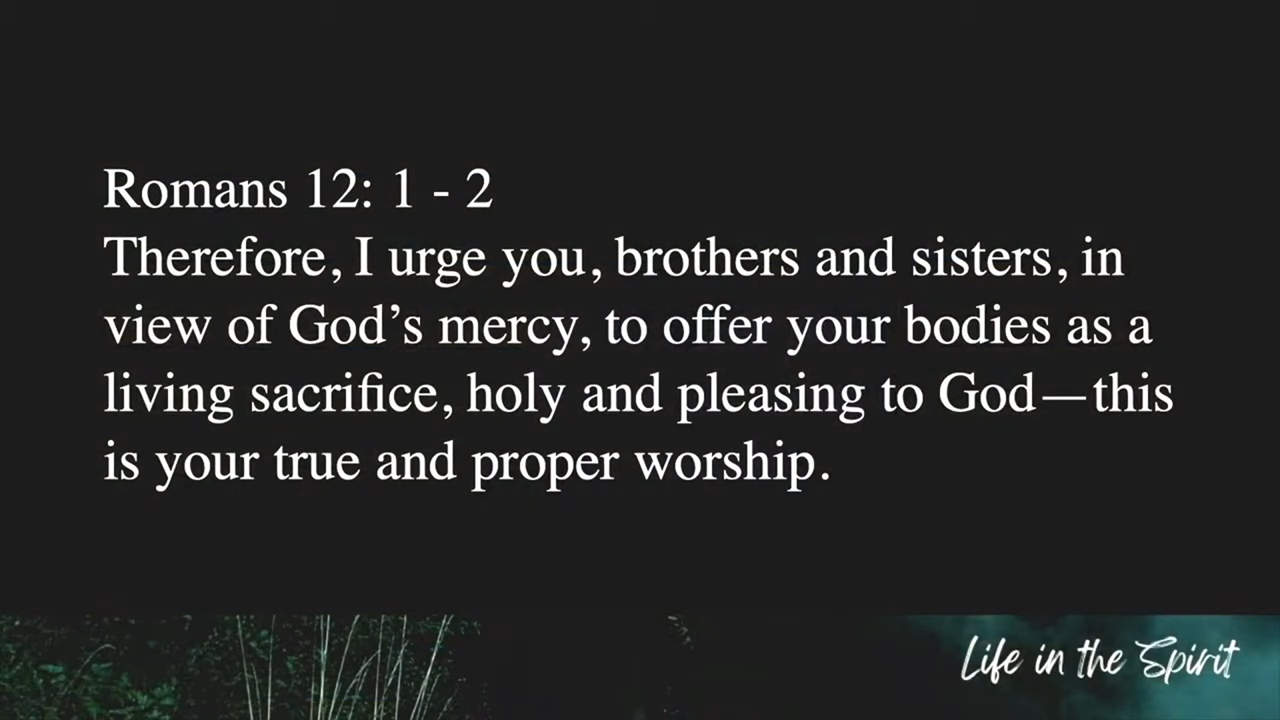 Romans 12: 1 - 2
Therefore, I urge you, brothers and sisters, in
view of God’s mercy, to offer your bodies as a
living sacrifice, holy and pleasing to God—this
is your true and proper worship.
Life in the Spirit